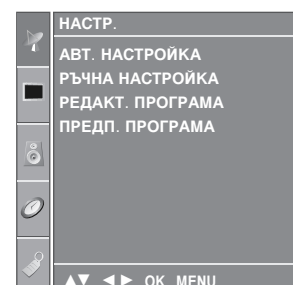 НАСТР.
АВТ. НАСТРОЙКА
РЪЧНА НАСТРОЙКА
РЕДАКТ. ПРОГРАМА
ПРЕДП. ПРОГРАМА
▲▼ ◄► OK MENU